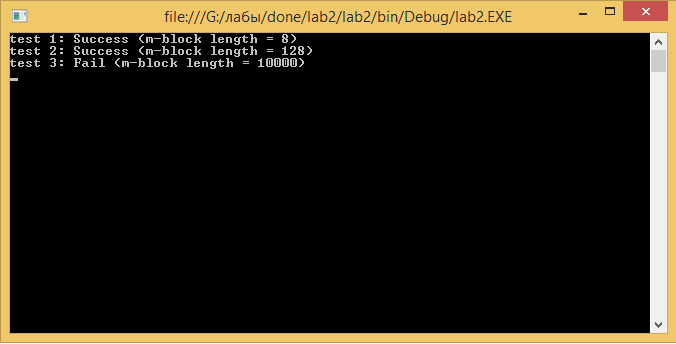 file:///G:/лабы/done/lab2/lab2/bin/Debug/lab2.EXE
test 1: Success (m-block length = 8)
test 2: Success (m-block length = 128)
test 3: Fail (m-block length = 10000)